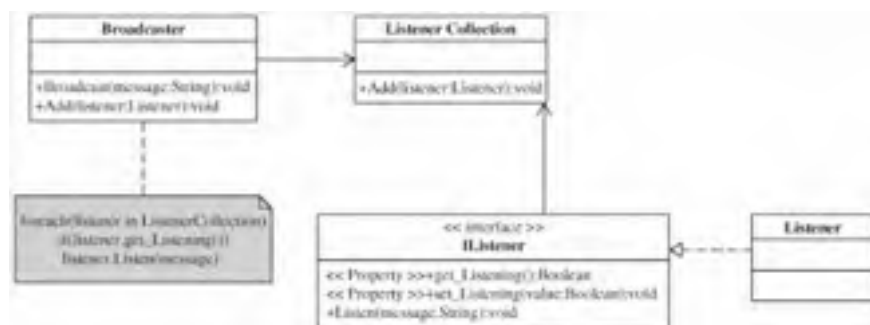 Broadcaster
+Broadcast(message:String):void
+Add(listener:Listener):void
Listener Collection
+Add(listener:Listener):void
foreach(listener in ListenerCollection)
if(listener.get_Listening())
listener.Listen(message)
<< interface >>
IListener
<< Property >>+get_Listening():Boolean
<< Property >>+set_Listening(value:Boolean):void
+Listen(message:String):void
Listener